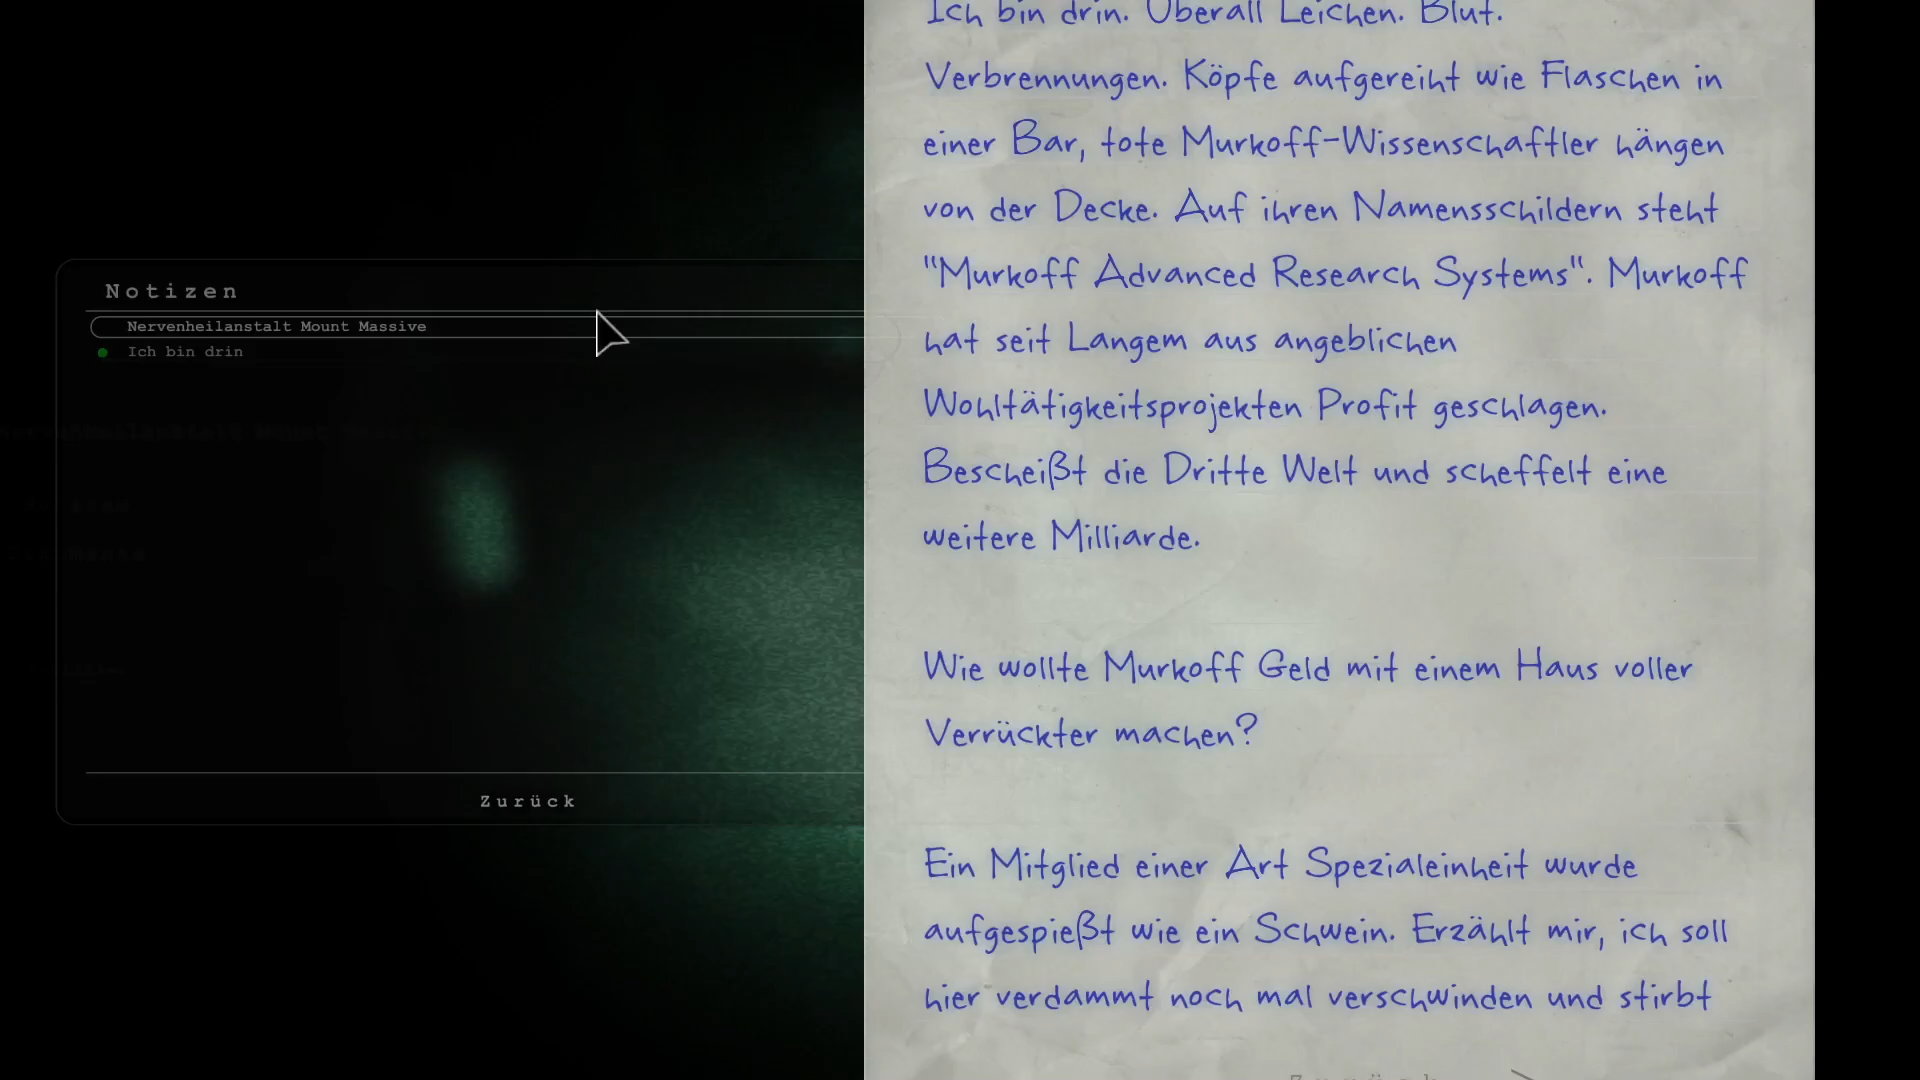 Notizen
Nervenheilanstalt Mount Massive
Ich bin drin
Zurück
Ich bin drin. Überall Leichen. Blut.
Verbrennungen. Köpfe aufgereiht wie Flaschen in
einer Bar, tote Murkoff-Wissenschaftler hängen
von der Decke. Auf ihren Namensschildern steht
"Murkoff Advanced Research Systems". Murkoff
hat seit Langem aus angeblichen
Wohltätigkeitsprojekten Profit geschlagen.
Bescheißt die Dritte Welt und scheffelt eine
weitere Milliarde.
Wie wollte Murkoff Geld mit einem Haus voller
Verrückter machen?
Ein Mitglied einer Art Spezialeinheit wurde
aufgespießt wie ein Schwein. Erzählt mir, ich soll
hier verdammt noch mal verschwinden und stirbt